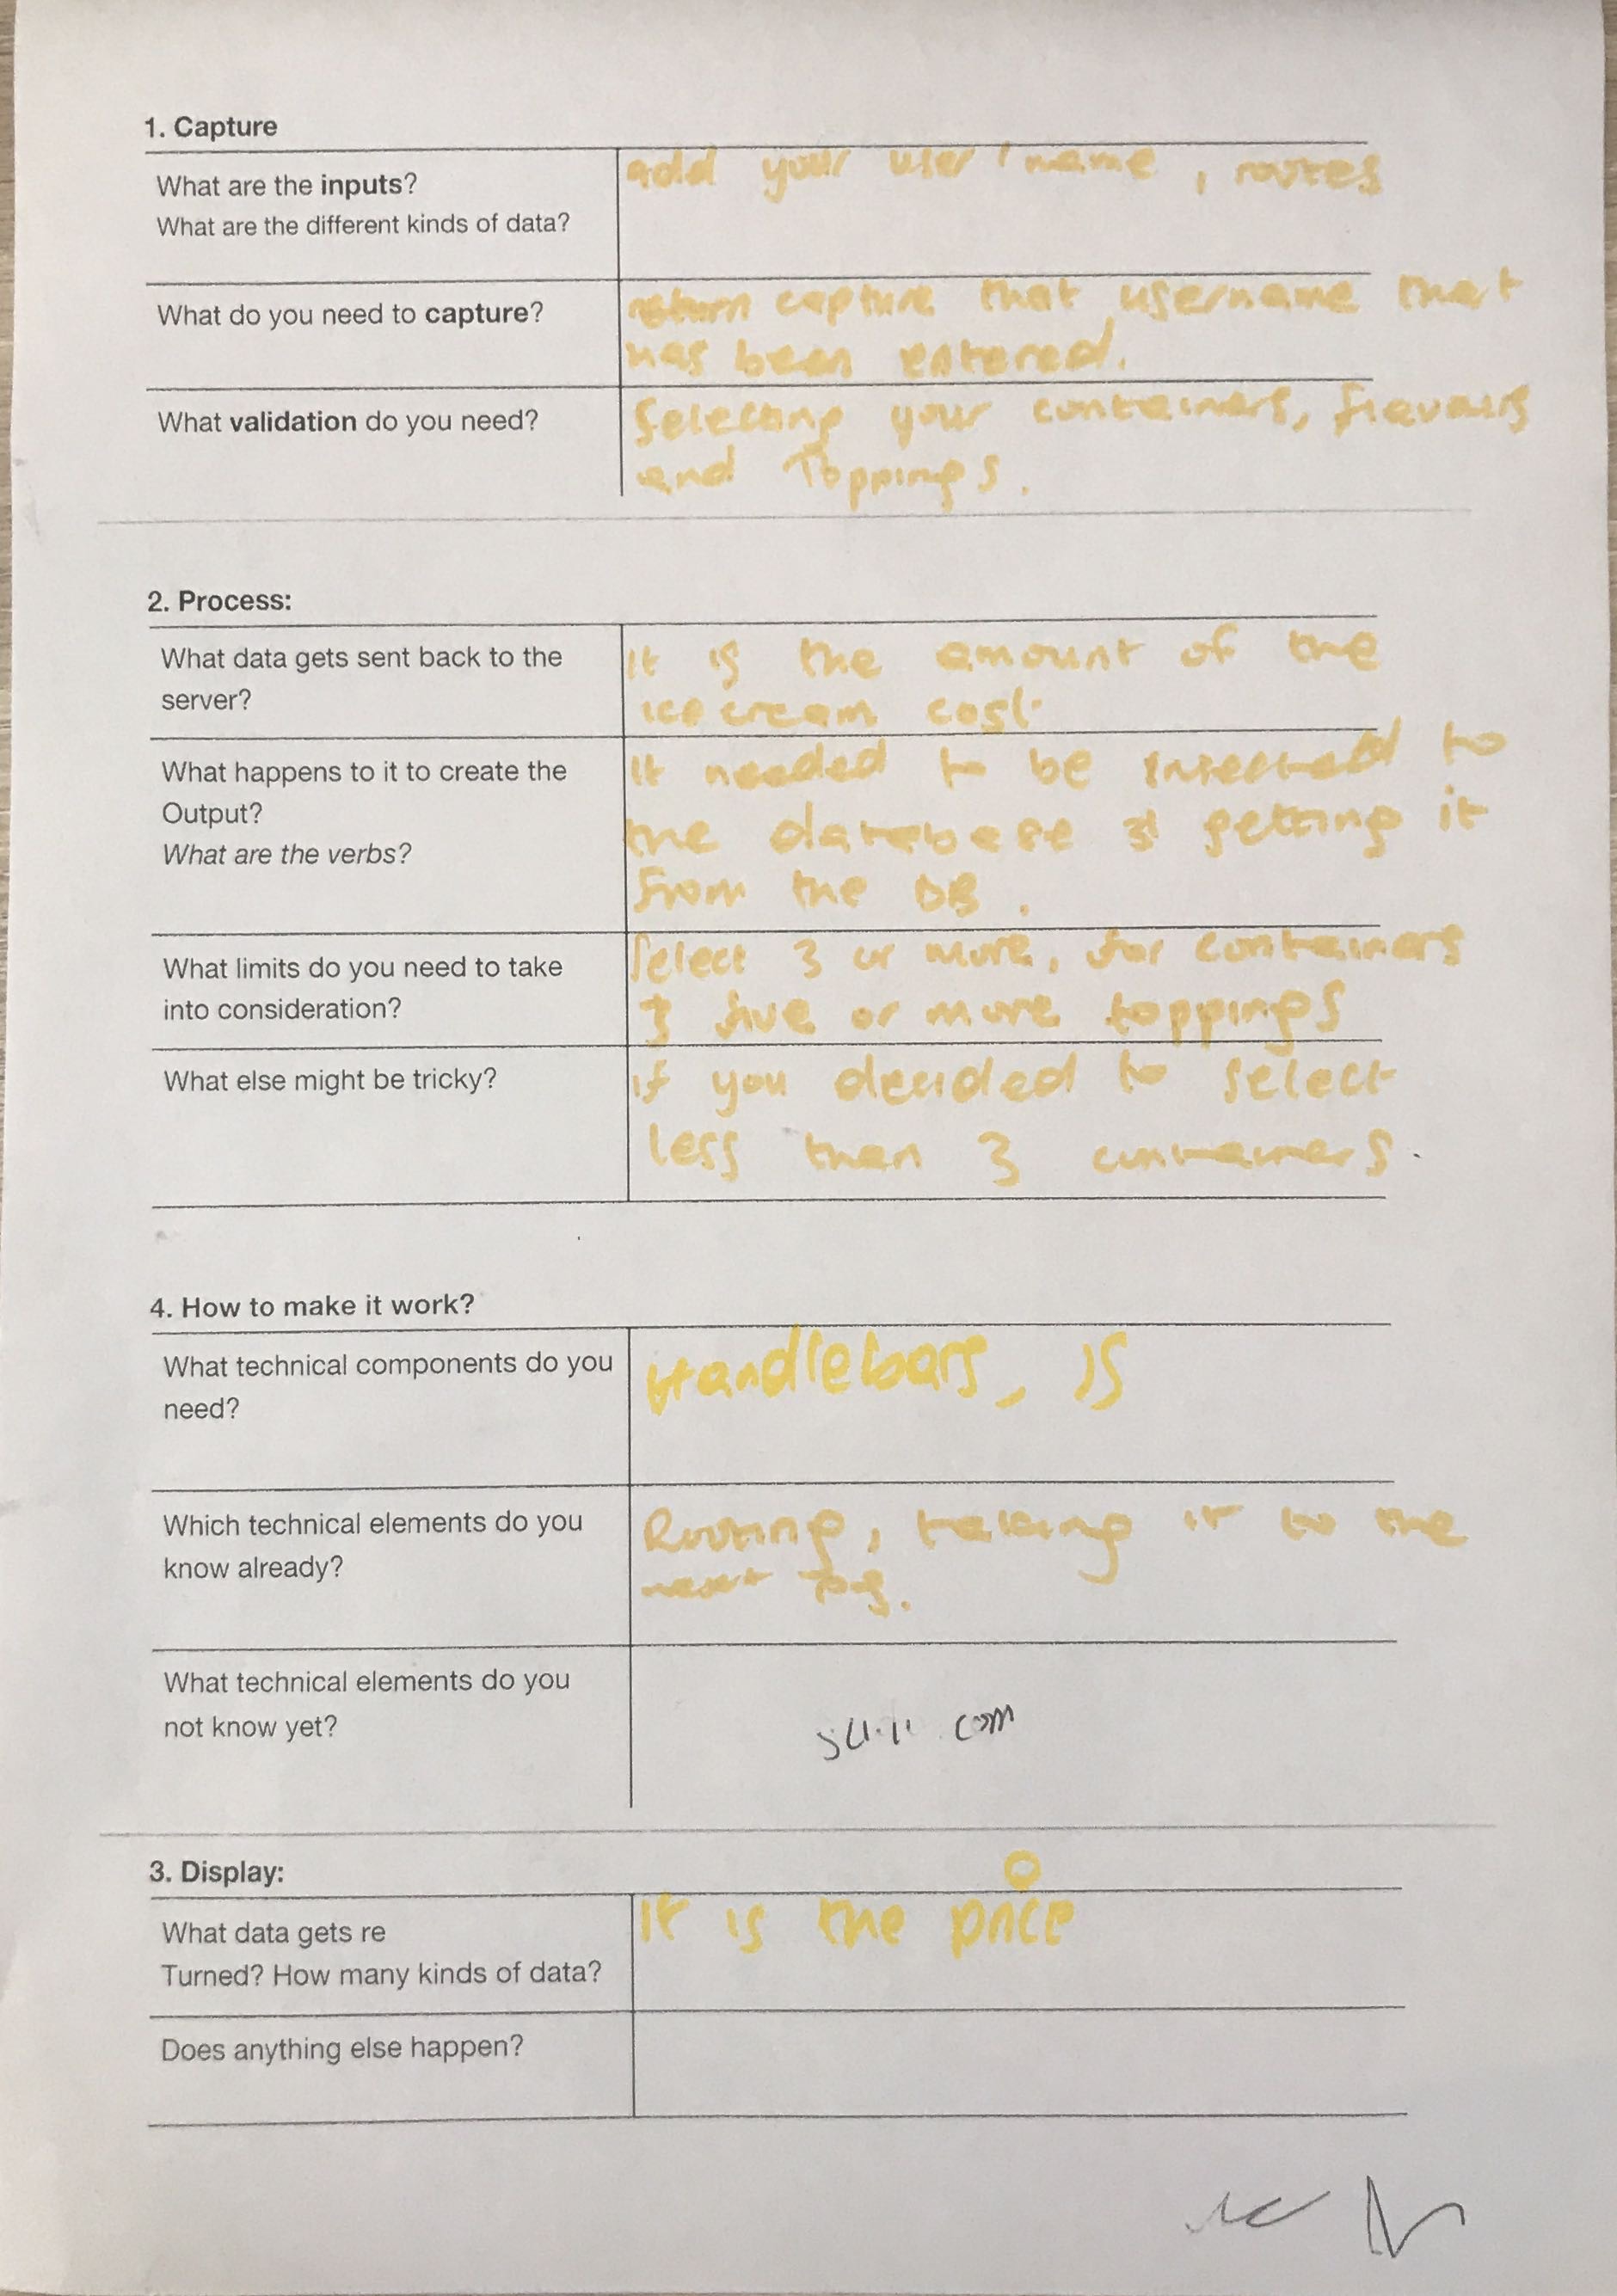 1. Capture
What are the inputs?
What are the different kinds of data?
add your user name, routes
What do you need to capture?
capture that username that
has been entered.
What validation do you need?
Selecting your containers, flavours
and Toppings.
2. Process:
What data gets sent back to the
server?
It is the amount of the
ice cream cost.
What happens to it to create the
Output?
What are the verbs?
It needed to be inserted to
the database & getting it
from the DB.
What limits do you need to take
into consideration?
Select 3 or more, for containers
& five or more toppings
What else might be tricky?
if you decided to select
less than 3 containers.
4. How to make it work?
What technical components do you
need?
Handlebars, JS
Which technical elements do you
know already?
Routing, taking it to the
next
What technical elements do you
not know yet?
com
3. Display:
What data gets re
Turned? How many kinds of data?
It is the price
Does anything else happen?